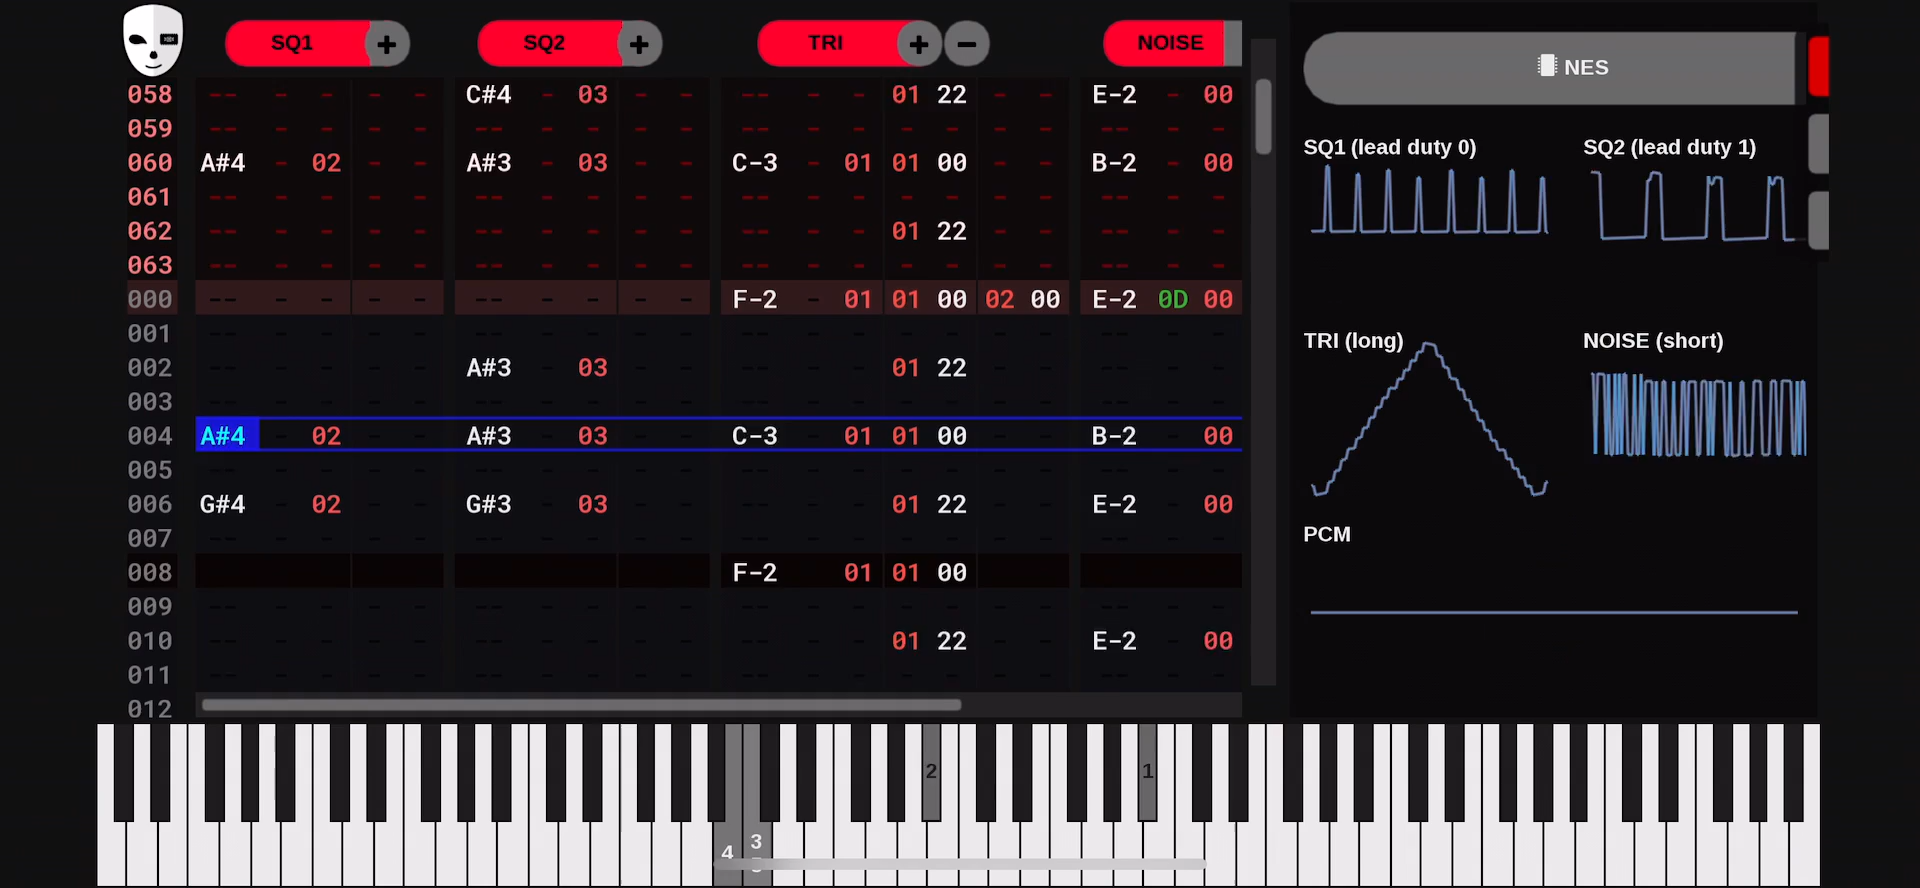 SQ1 + SQ2 + TRI + − NOISE
NES
058 -- - - - - C#4 - 03 - - -- - - 01 22 - - E-2 - 00
059 -- - - - - -- - - - - -- - - - - - - -- - -
060 A#4 - 02 - - A#3 - 03 - - C-3 - 01 01 00 - - B-2 - 00
061 -- - - - - -- - - - - -- - - - - - - -- - -
062 -- - - - - -- - - - - -- - - 01 22 - - -- - -
063 -- - - - - -- - - - - -- - - - - - - -- - -
000 -- - - - - -- - - - - F-2 - 01 01 00 02 00 E-2 0D 00
001 -- - - - - -- - - - - -- - - - - - - -- - -
002 -- - - - - A#3 - 03 - - -- - - 01 22 - - -- - -
003 -- - - - - -- - - - - -- - - - - - - -- - -
004 A#4 - 02 - - A#3 - 03 - - C-3 - 01 01 00 - - B-2 - 00
005 -- - - - - -- - - - - -- - - - - - - -- - -
006 G#4 - 02 - - G#3 - 03 - - -- - - 01 22 - - E-2 - 00
007 -- - - - - -- - - - - -- - - - - - - -- - -
008 F-2 01 01 00
009 -- - - - - -- - - - - -- - - - - - - -- - -
010 -- - - - - -- - - - - -- - - 01 22 - - E-2 - 00
011 -- - - - - -- - - - - -- - - - - - - -- - -
012
SQ1 (lead duty 0)
SQ2 (lead duty 1)
TRI (long)
NOISE (short)
PCM
2 1
4 3